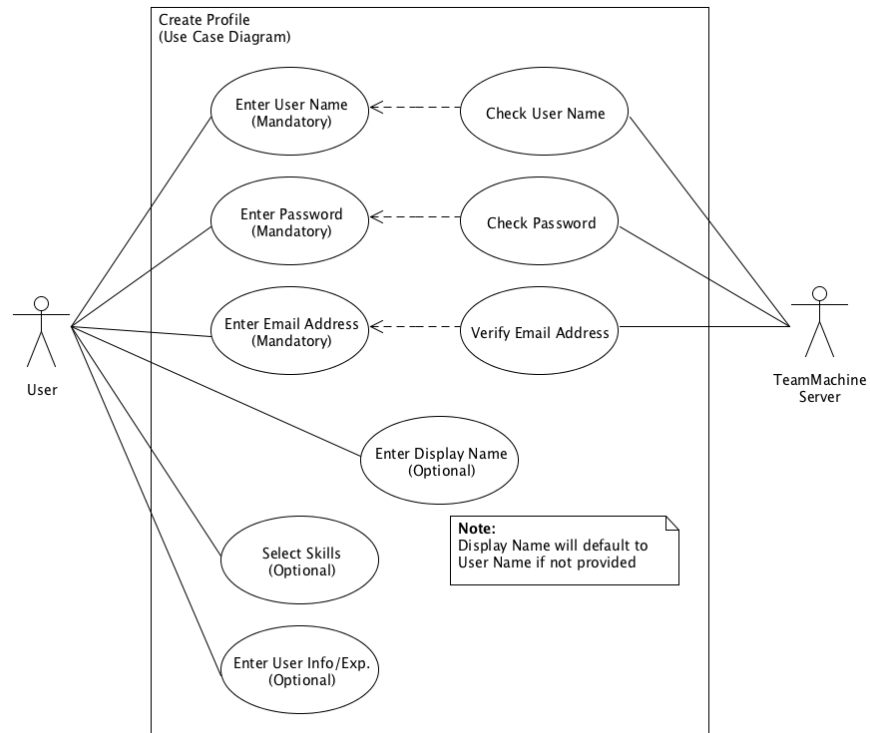 Create Profile
(Use Case Diagram)
Enter User Name
(Mandatory)
Check User Name
Enter Password
(Mandatory)
Check Password
Enter Email Address
(Mandatory)
Verify Email Address
User
TeamMachine
Server
Enter Display Name
(Optional)
Note:
Display Name will default to
User Name if not provided
Select Skills
(Optional)
Enter User Info/Exp.
(Optional)